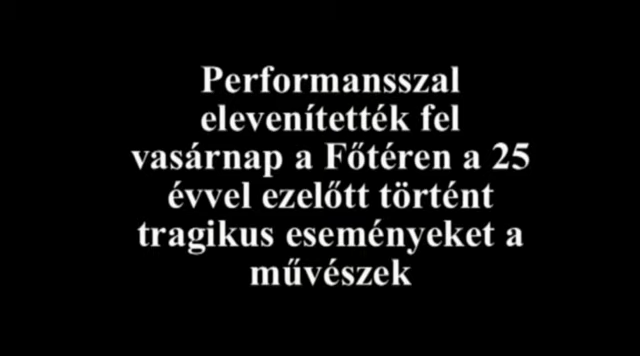 Performansszal
elevenítették fel
vasárnap a Főtéren a 25
évvel ezelőtt történt
tragikus eseményeket a
művészek